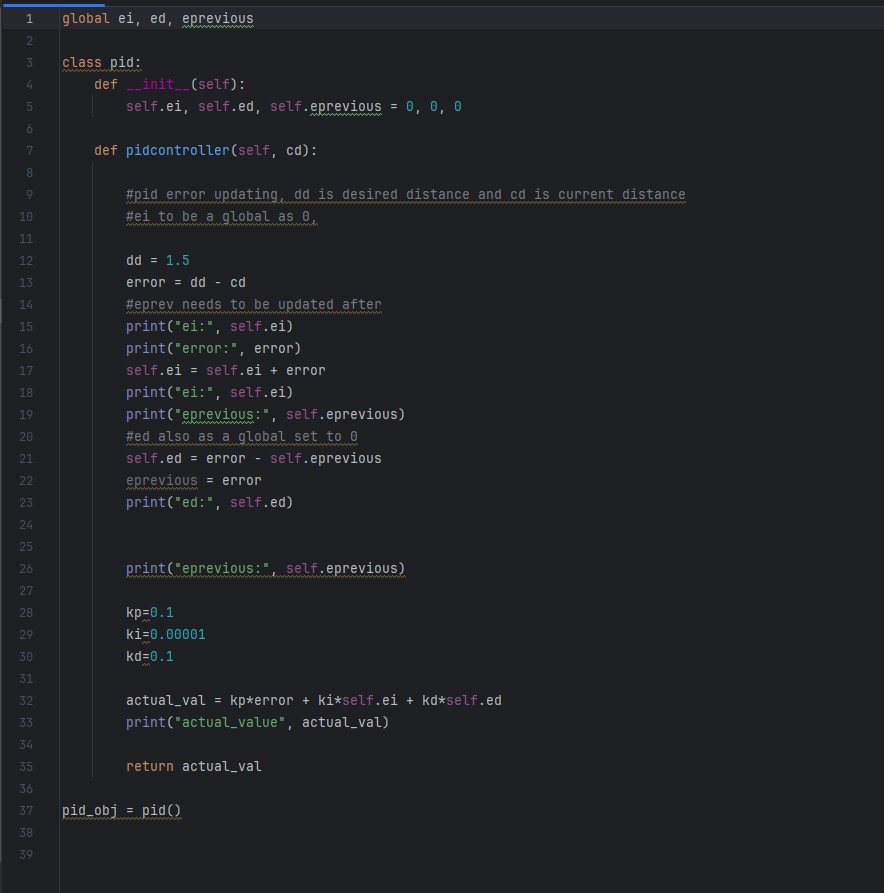 1 global ei, ed, eprevious
2
3 class pid:
4     def __init__(self):
5         self.ei, self.ed, self.eprevious = 0, 0, 0
6
7     def pidcontroller(self, cd):
8
9         #pid error updating, dd is desired distance and cd is current distance
10         #ei to be a global as 0,
11
12         dd = 1.5
13         error = dd - cd
14         #eprev needs to be updated after
15         print("ei:", self.ei)
16         print("error:", error)
17         self.ei = self.ei + error
18         print("ei:", self.ei)
19         print("eprevious:", self.eprevious)
20         #ed also as a global set to 0
21         self.ed = error - self.eprevious
22         eprevious = error
23         print("ed:", self.ed)
24
25
26         print("eprevious:", self.eprevious)
27
28         kp=0.1
29         ki=0.00001
30         kd=0.1
31
32         actual_val = kp*error + ki*self.ei + kd*self.ed
33         print("actual_value", actual_val)
34
35         return actual_val
36
37 pid_obj = pid()
38
39